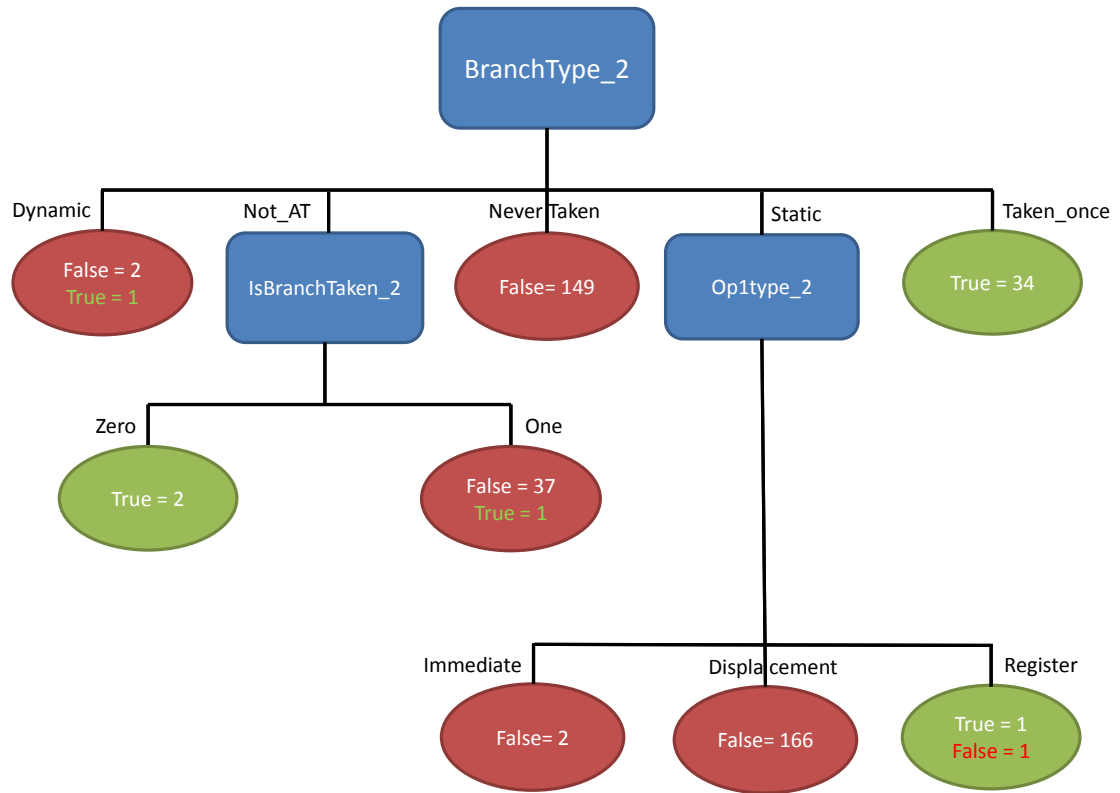 BranchType_2
Dynamic
Not_AT
Never Taken
Static
Taken_once
False = 2
True = 1
IsBranchTaken_2
False= 149
Op1type_2
True = 34
Zero
One
True = 2
False = 37
True = 1
Immediate
Displacement
Register
False= 2
False= 166
True = 1
False = 1